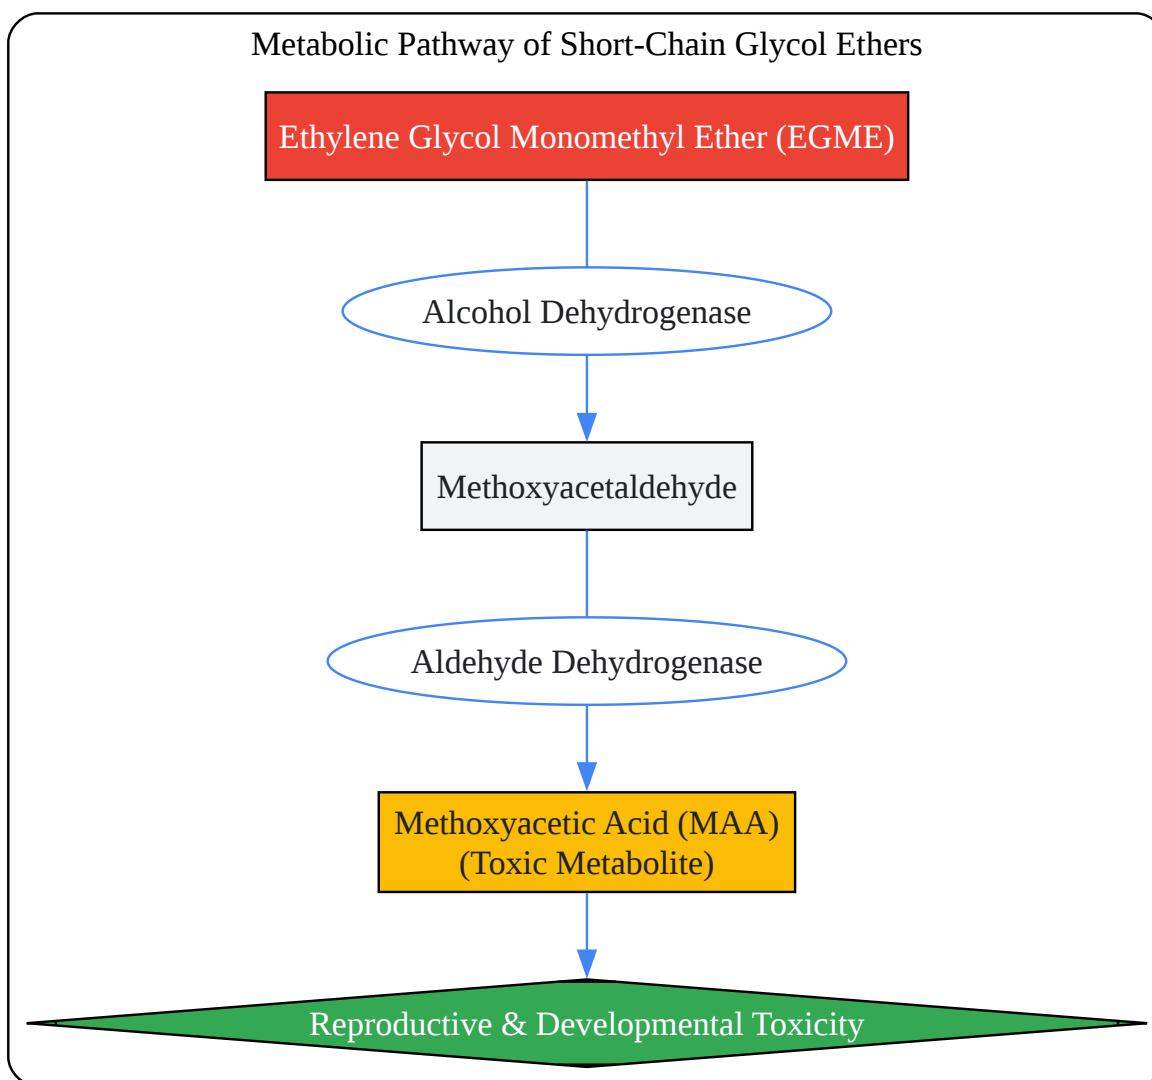 Metabolic Pathway of Short-Chain Glycol Ethers
Ethylene Glycol Monomethyl Ether (EGME)
Alcohol Dehydrogenase
Methoxyacetaldehyde
Aldehyde Dehydrogenase
Methoxyacetic Acid (MAA)
(Toxic Metabolite)
Reproductive & Developmental Toxicity